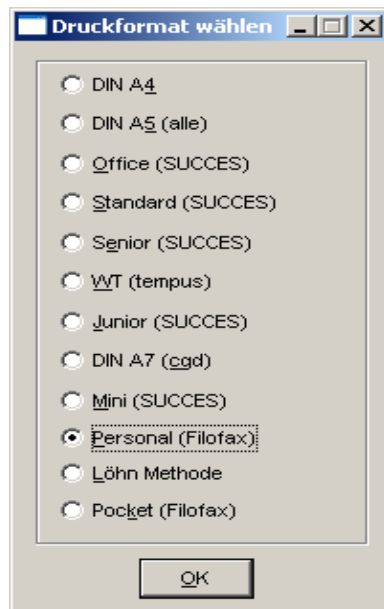 Druckformat wählen
DIN A4
DIN A5 (alle)
Office (SUCCES)
Standard (SUCCES)
Senior (SUCCES)
WT (tempus)
Junior (SUCCES)
DIN A7 (cgd)
Mini (SUCCES)
Personal (Filofax)
Löhn Methode
Pocket (Filofax)
OK